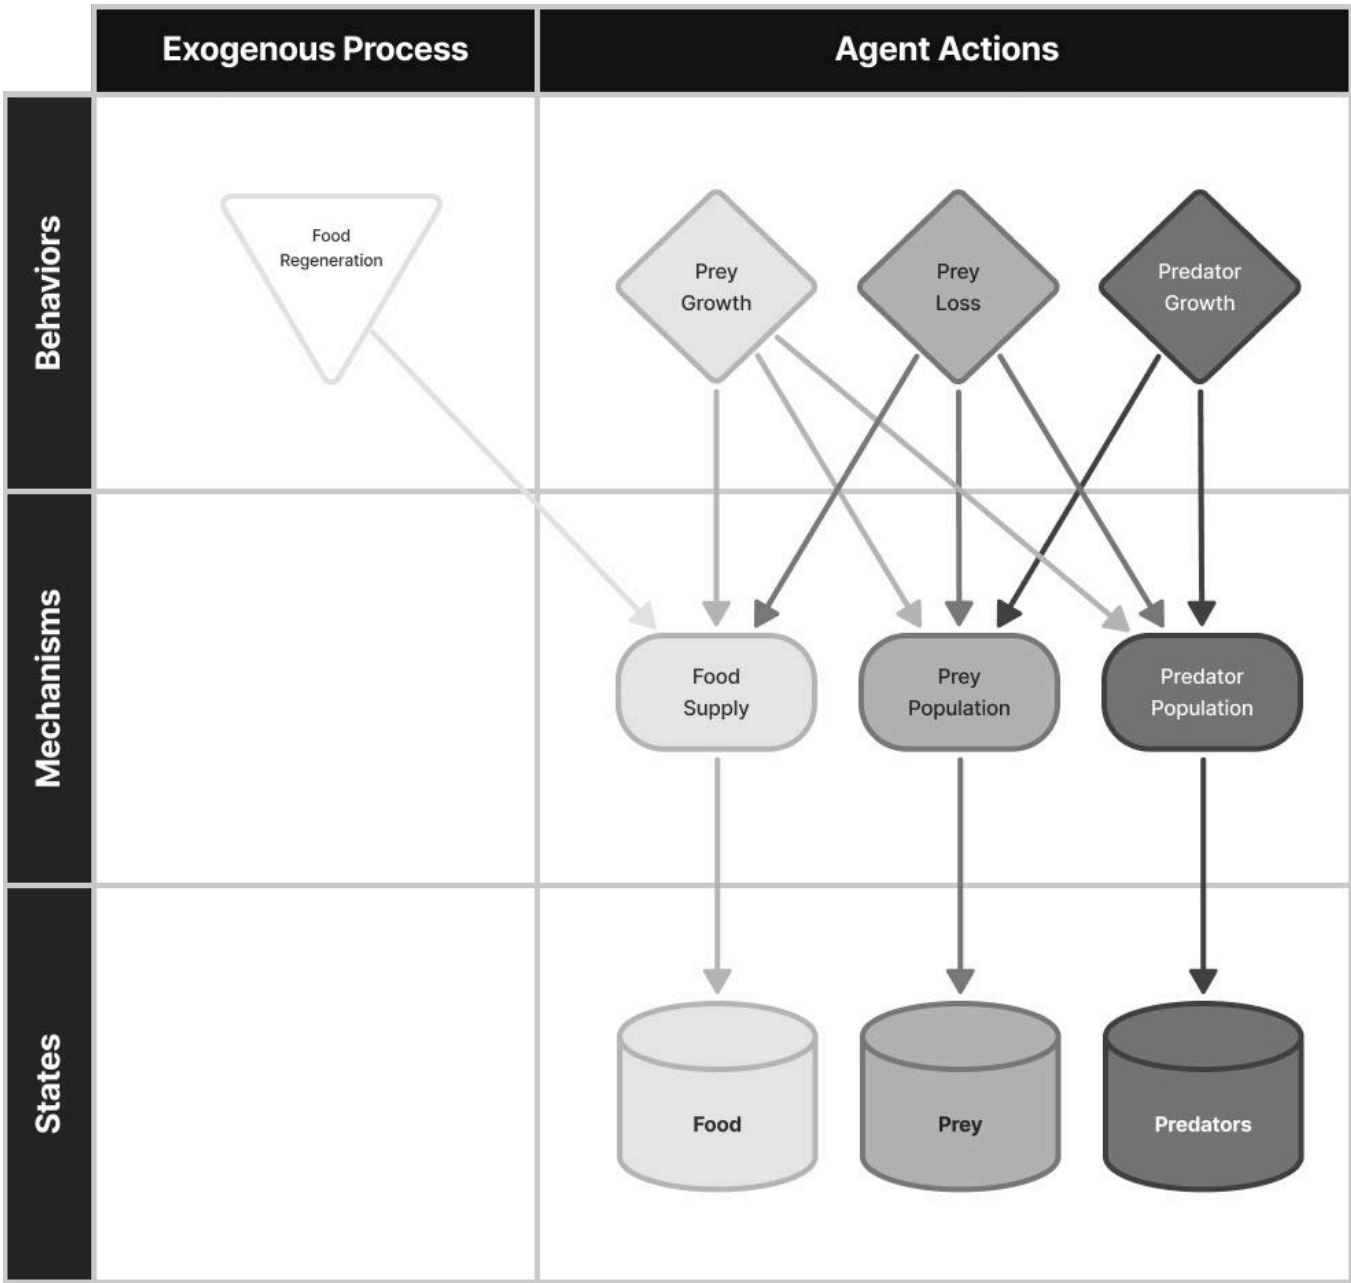 Exogenous Process
Agent Actions
Behaviors
Food
Regeneration
Prey
Growth
Prey
Loss
Predator
Growth
Mechanisms
Food
Supply
Prey
Population
Predator
Population
States
Food
Prey
Predators